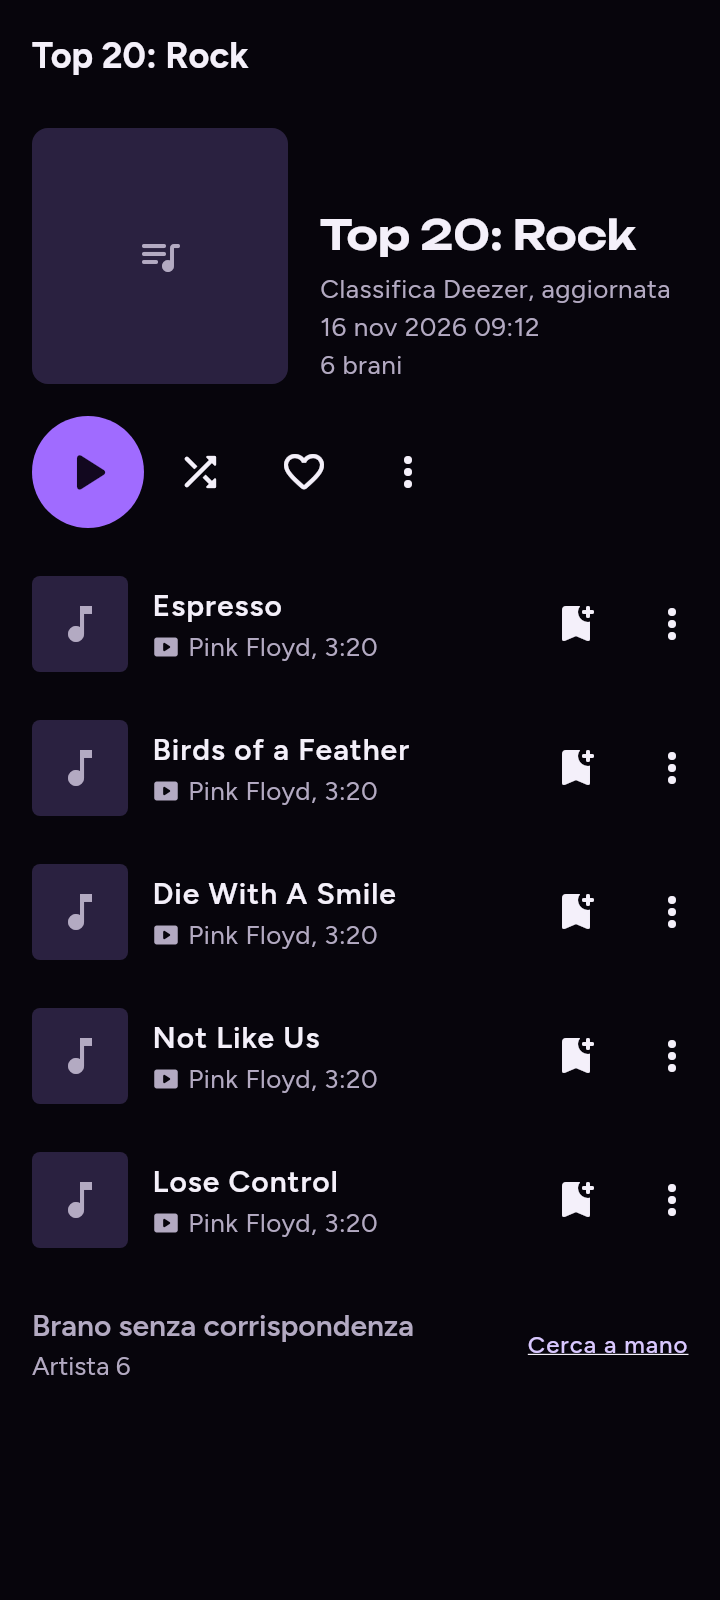 Top 20: Rock
Top 20: Rock
Classifica Deezer, aggiornata
16 nov 2026 09:12
6 brani
Espresso
Pink Floyd, 3:20
Birds of a Feather
Pink Floyd, 3:20
Die With A Smile
Pink Floyd, 3:20
Not Like Us
Pink Floyd, 3:20
Lose Control
Pink Floyd, 3:20
Brano senza corrispondenza
Cerca a mano
Artista 6